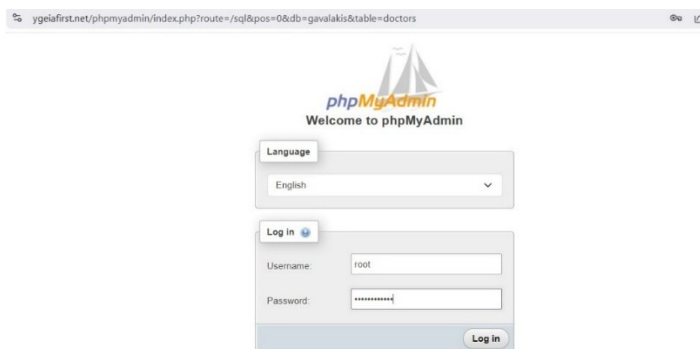 ygeiafirst.net/phpmyadmin/index.php?route=/sql&pos=0&db=gavalakis&table=doctors
phpMyAdmin
Welcome to phpMyAdmin
Language
English
Log in
Username:
root
Password:
••••••••••••
Log in